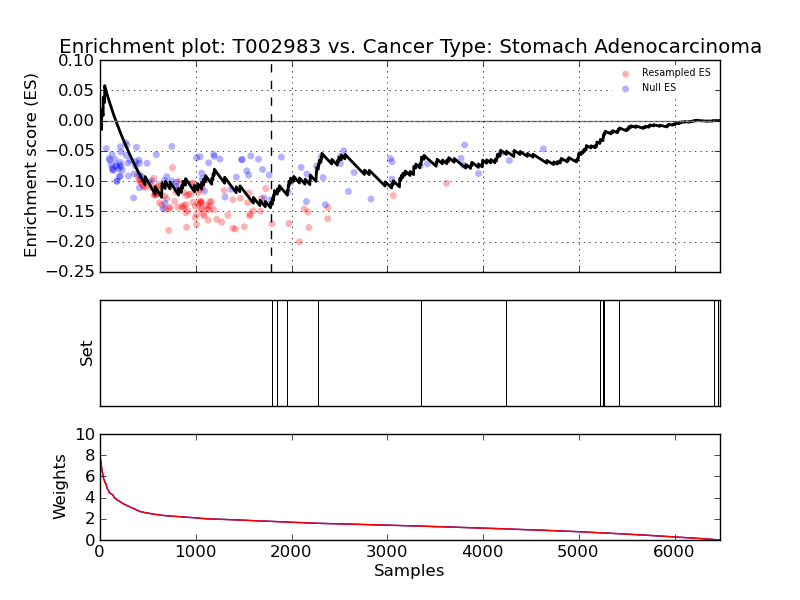 Enrichment plot: T002983 vs. Cancer Type: Stomach Adenocarcinoma
Enrichment score (ES)
0.10
0.05
0.00
−0.05
−0.10
−0.15
−0.20
−0.25
Resampled ES
Null ES
Set
Weights
10
8
6
4
2
0
0 1000 2000 3000 4000 5000 6000
Samples